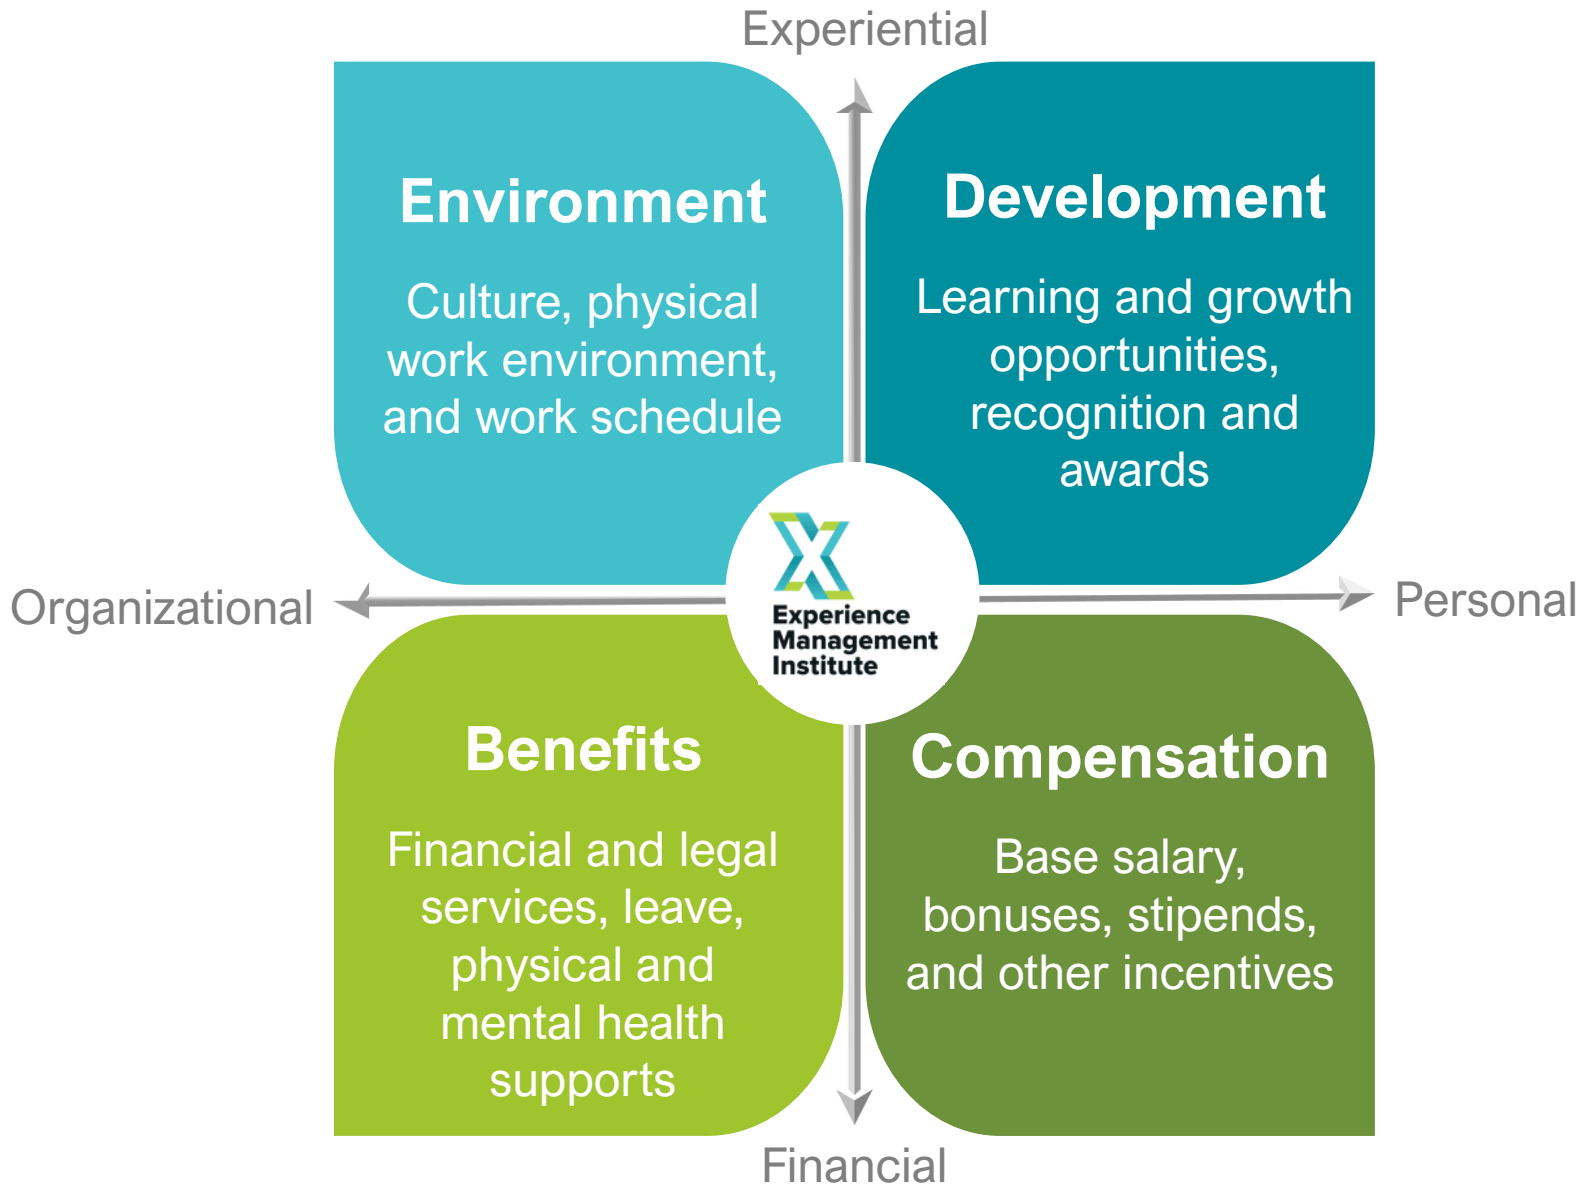 Experiential
Environment
Culture, physical
work environment,
and work schedule
Development
Learning and growth
opportunities,
recognition and
awards
Organizational
Experience
Management
Institute
Personal
Benefits
Financial and legal
services, leave,
physical and
mental health
supports
Compensation
Base salary,
bonuses, stipends,
and other incentives
Financial